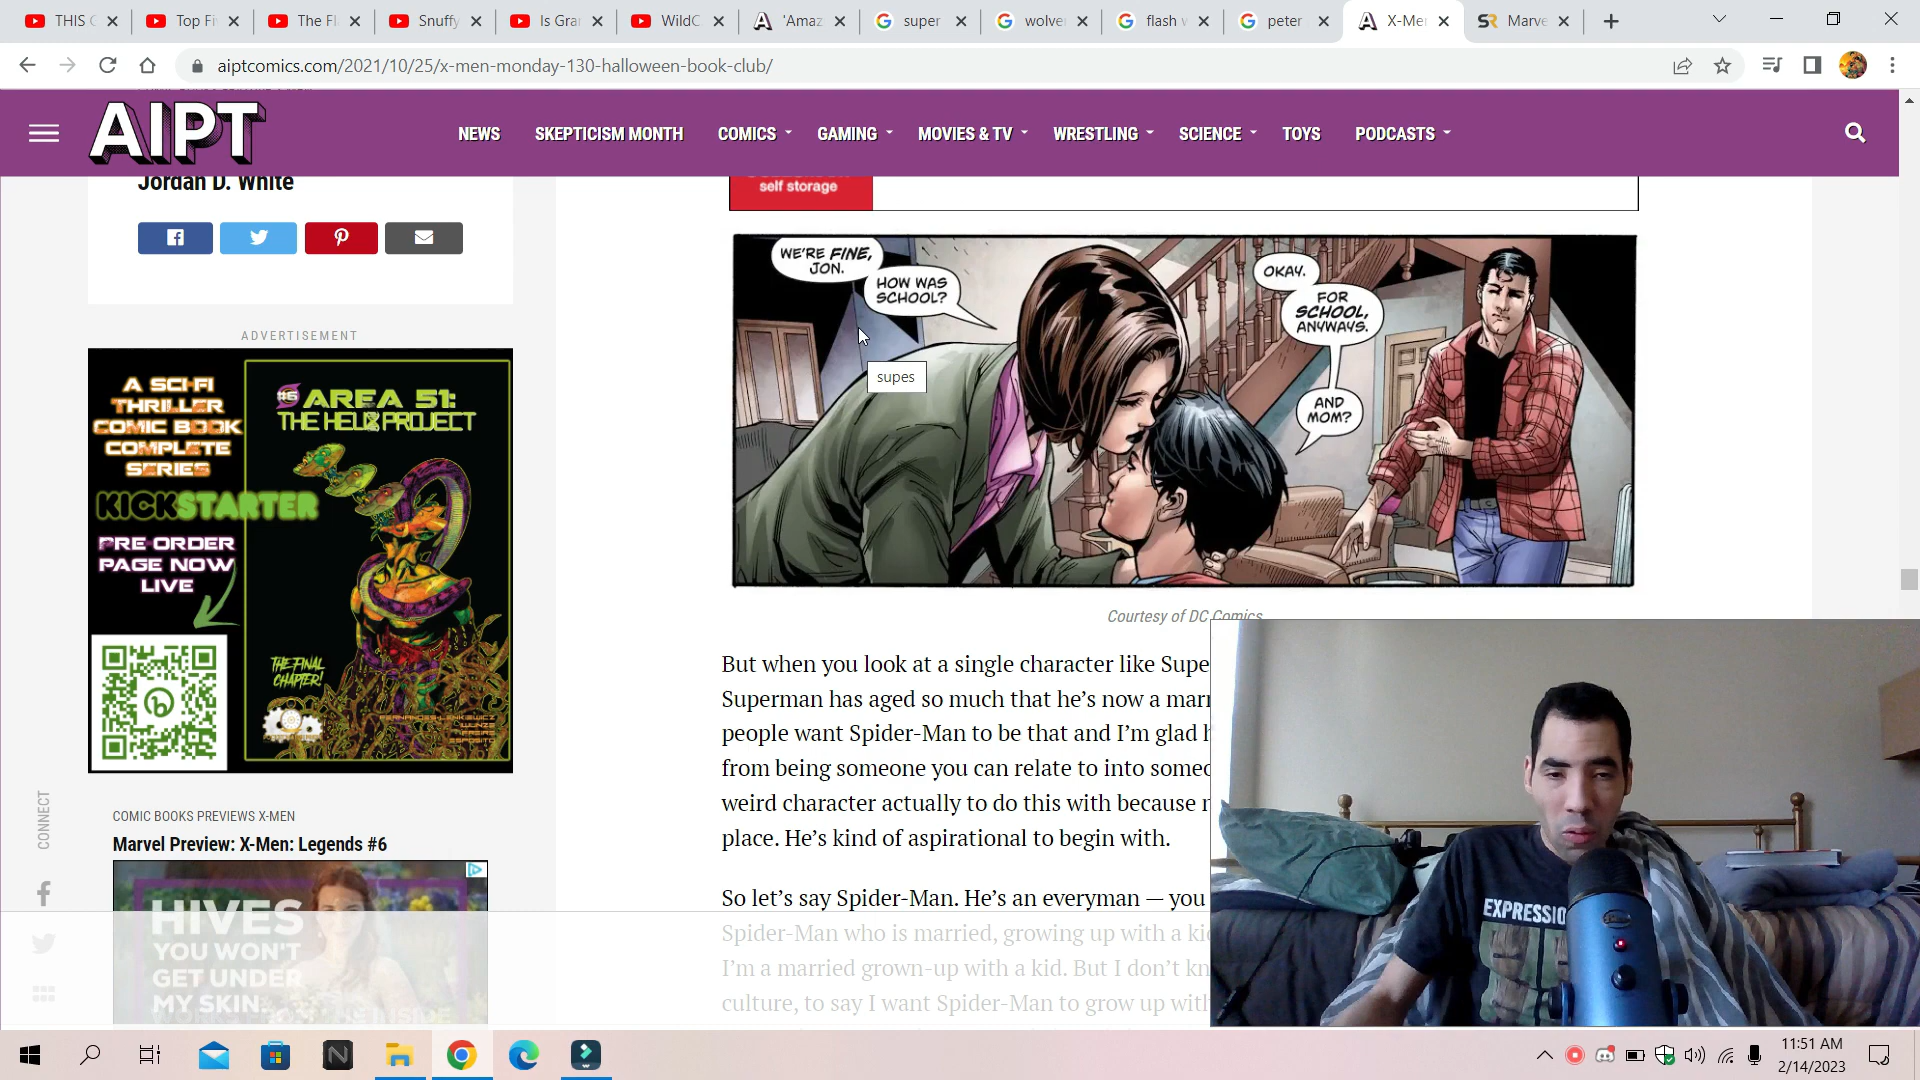 THIS C
Top Fi
The Fl
Snuffy
Is Gra
WildC
'Amaz
super
wolve
flash v
peter
X-Me
Marve
aiptcomics.com/2021/10/25/x-men-monday-130-halloween-book-club/
AIPT
NEWS
SKEPTICISM MONTH
COMICS
GAMING
MOVIES & TV
WRESTLING
SCIENCE
TOYS
PODCASTS
Jordan D. White
ADVERTISEMENT
A SCI-FI
THRILLER
COMIC BOOK
COMPLETE
SERIES
KICKSTARTER
PRE-ORDER
PAGE NOW
LIVE
#5
AREA 51:
THE HELIX PROJECT
THE FINAL
CHAPTER!
CONNECT
COMIC BOOKS PREVIEWS X-MEN
Marvel Preview: X-Men: Legends #6
HIVES
YOU WON'T
GET UNDER
MY SKIN.
self storage
WE'RE FINE,
JON.
HOW WAS
SCHOOL?
supes
OKAY.
FOR
SCHOOL,
ANYWAYS.
AND
MOM?
Courtesy of DC Comics
But when you look at a single character like Supe
Superman has aged so much that he's now a marr
people want Spider-Man to be that and I'm glad h
from being someone you can relate to into someo
weird character actually to do this with because n
place. He's kind of aspirational to begin with.
So let's say Spider-Man. He's an everyman — you
Spider-Man who is married, growing up with a ki
I'm a married grown-up with a kid. But I don't kn
culture, to say I want Spider-Man to grow up with
EXPRESSIO
11:51 AM
2/14/2023